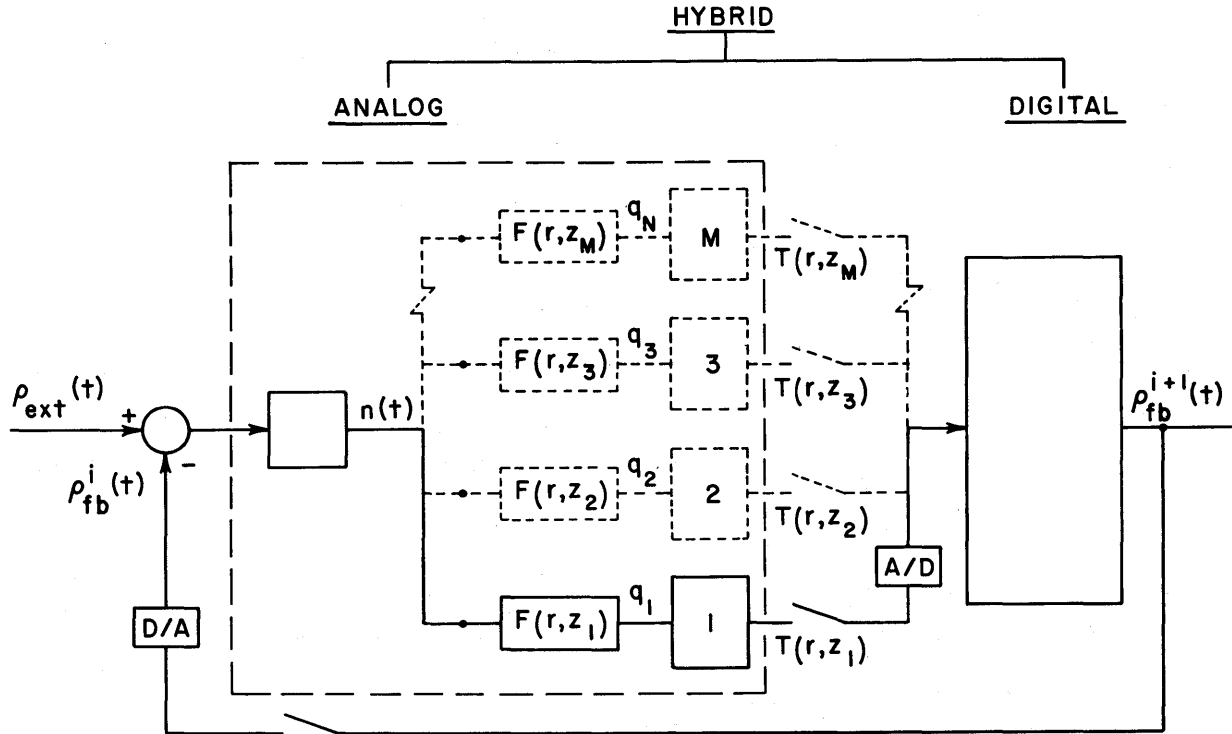 HYBRID
ANALOG
DIGITAL
F(r,z_M)
q_N
M
T(r,z_M)
F(r,z_3)
q_3
3
T(r,z_3)
ρ_ext(t)
+
-
ρ_fb^i(t)
n(t)
ρ_fb^{i+1}(t)
F(r,z_2)
q_2
2
T(r,z_2)
A/D
D/A
F(r,z_1)
q_1
1
T(r,z_1)